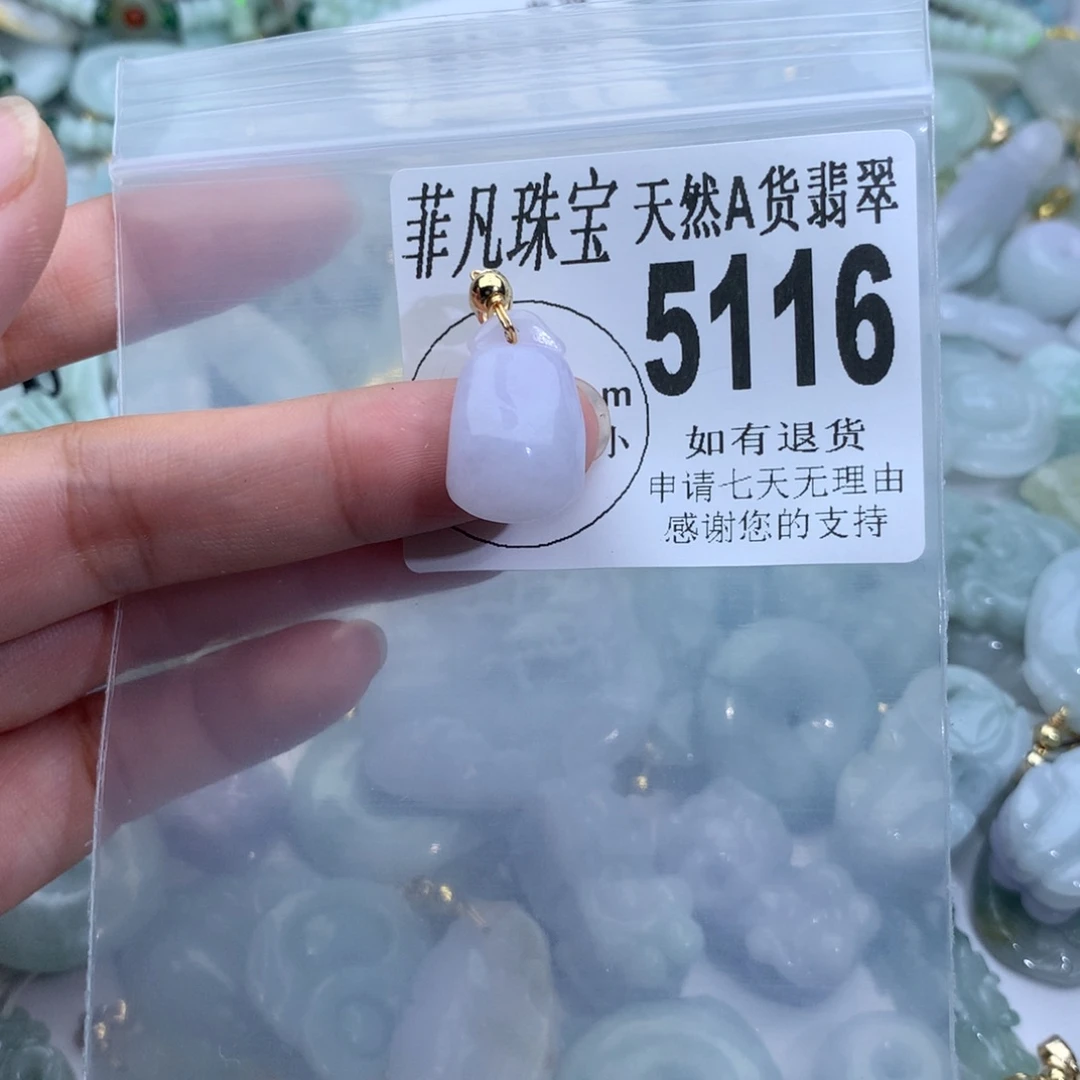 菲凡珠宝 天然A货翡翠
5116
m
小
如有退货
申请七天无理由
感谢您的支持